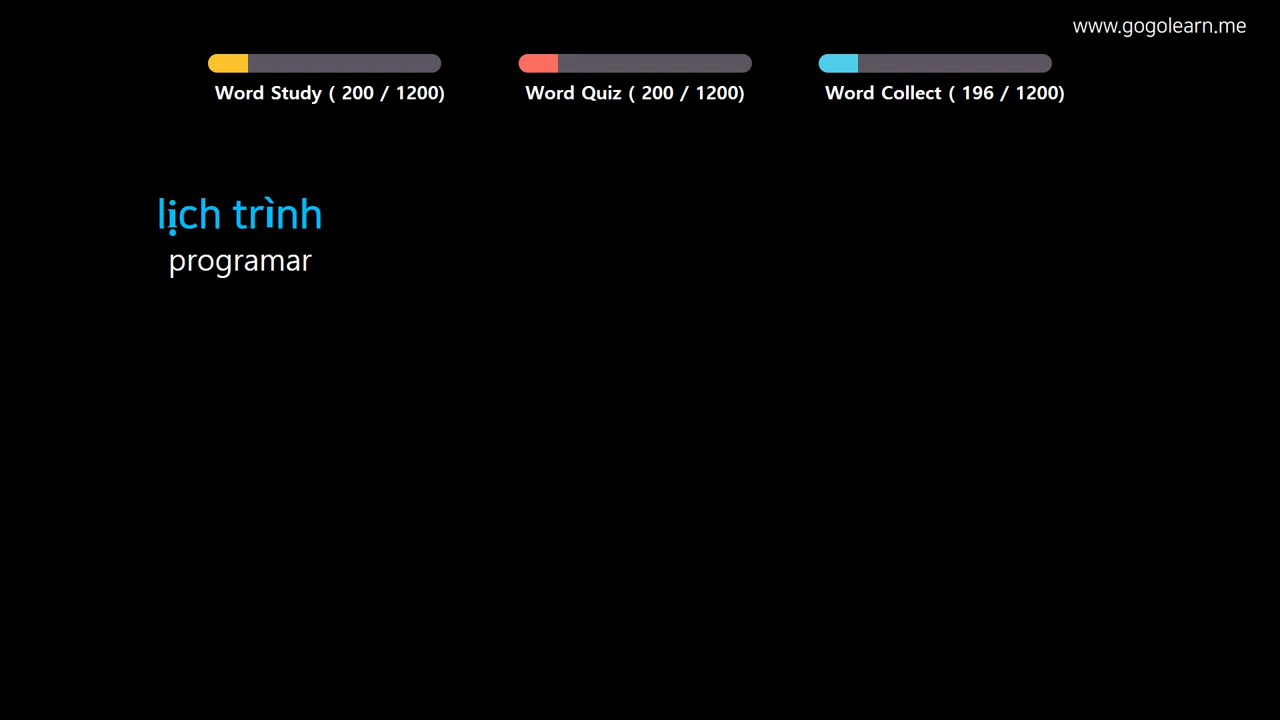 www.gogolearn.me
Word Study ( 200 / 1200)
Word Quiz ( 200 / 1200)
Word Collect ( 196 / 1200)
lịch trình
programar